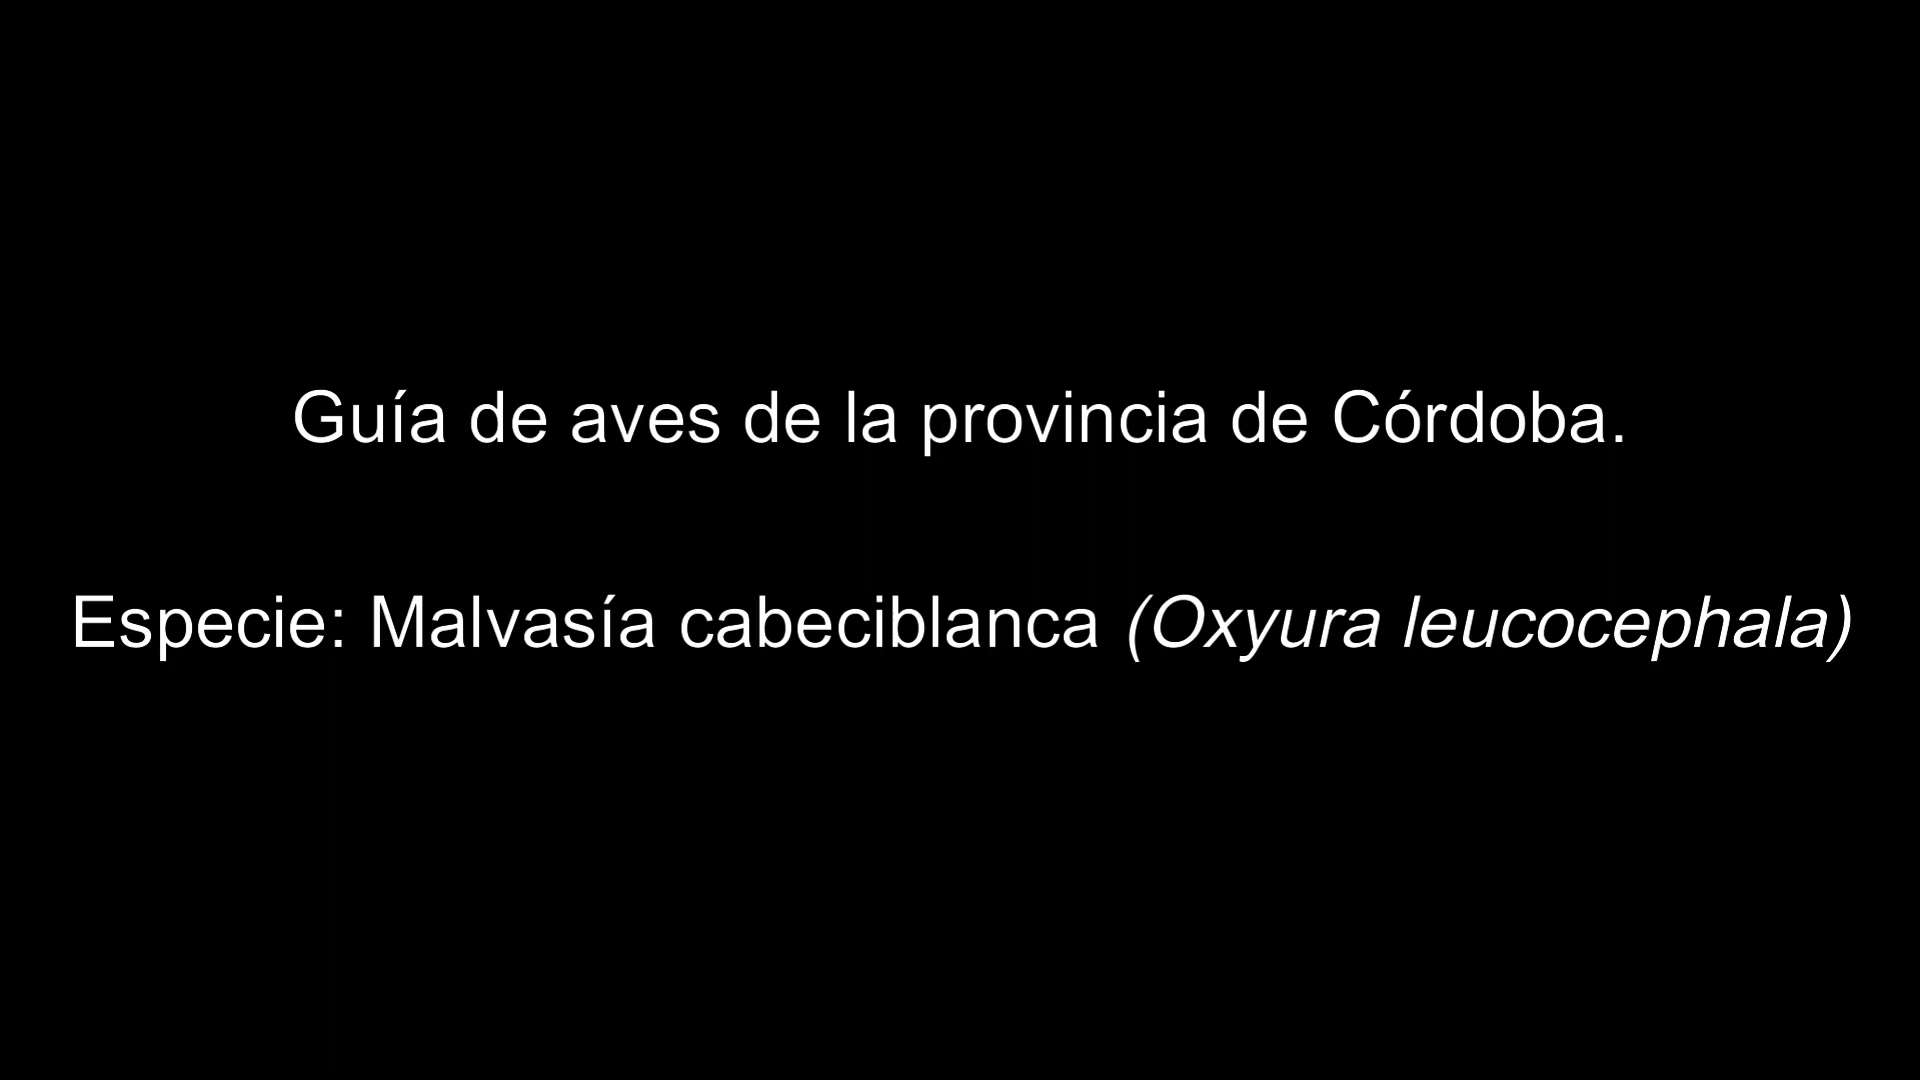 Guía de aves de la provincia de Córdoba.
Especie: Malvasía cabeciblanca (Oxyura leucocephala)